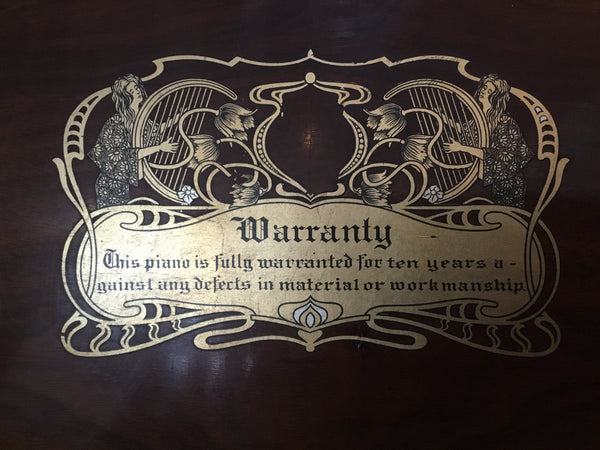 Warranty
This piano is fully warranted for ten years a-
gainst any defects in material or workmanship.